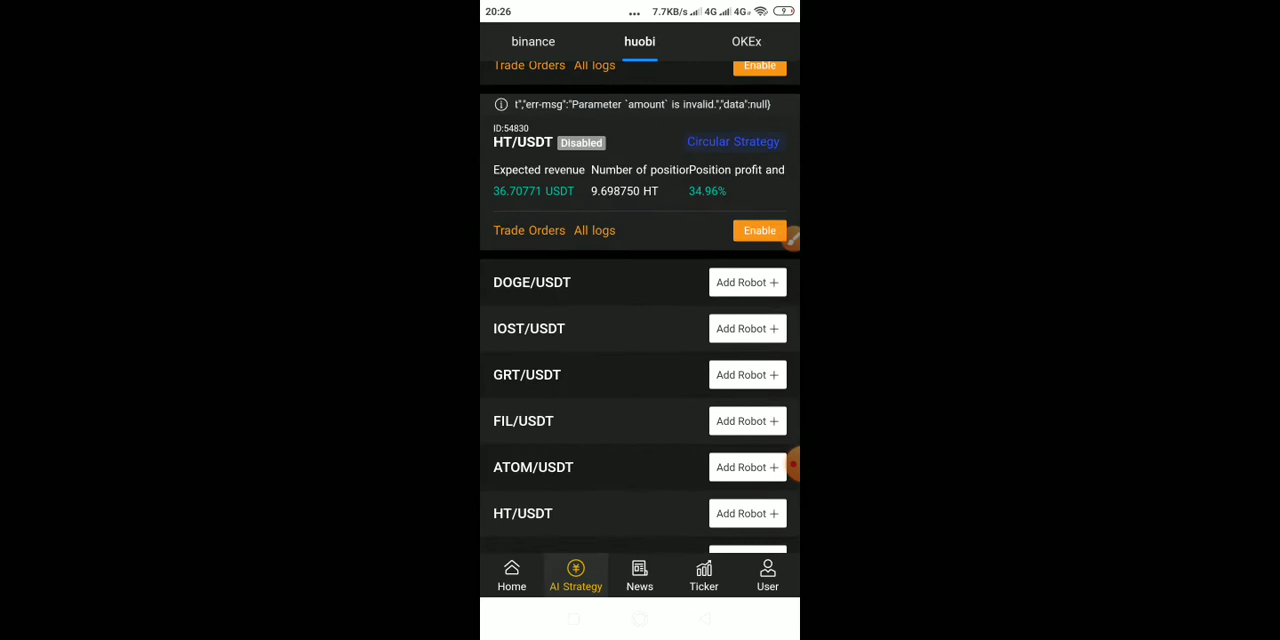 20:26 ... 7.7KB/s 4G 4G 9
binance huobi OKEx
Trade Orders All logs Enable
t","err-msg":"Parameter `amount` is invalid.","data":null}
ID:54830
HT/USDT Disabled Circular Strategy
Expected revenue Number of position Position profit and
36.70771 USDT 9.698750 HT 34.96%
Trade Orders All logs Enable
DOGE/USDT Add Robot +
IOST/USDT Add Robot +
GRT/USDT Add Robot +
FIL/USDT Add Robot +
ATOM/USDT Add Robot +
HT/USDT Add Robot +
Home AI Strategy News Ticker User